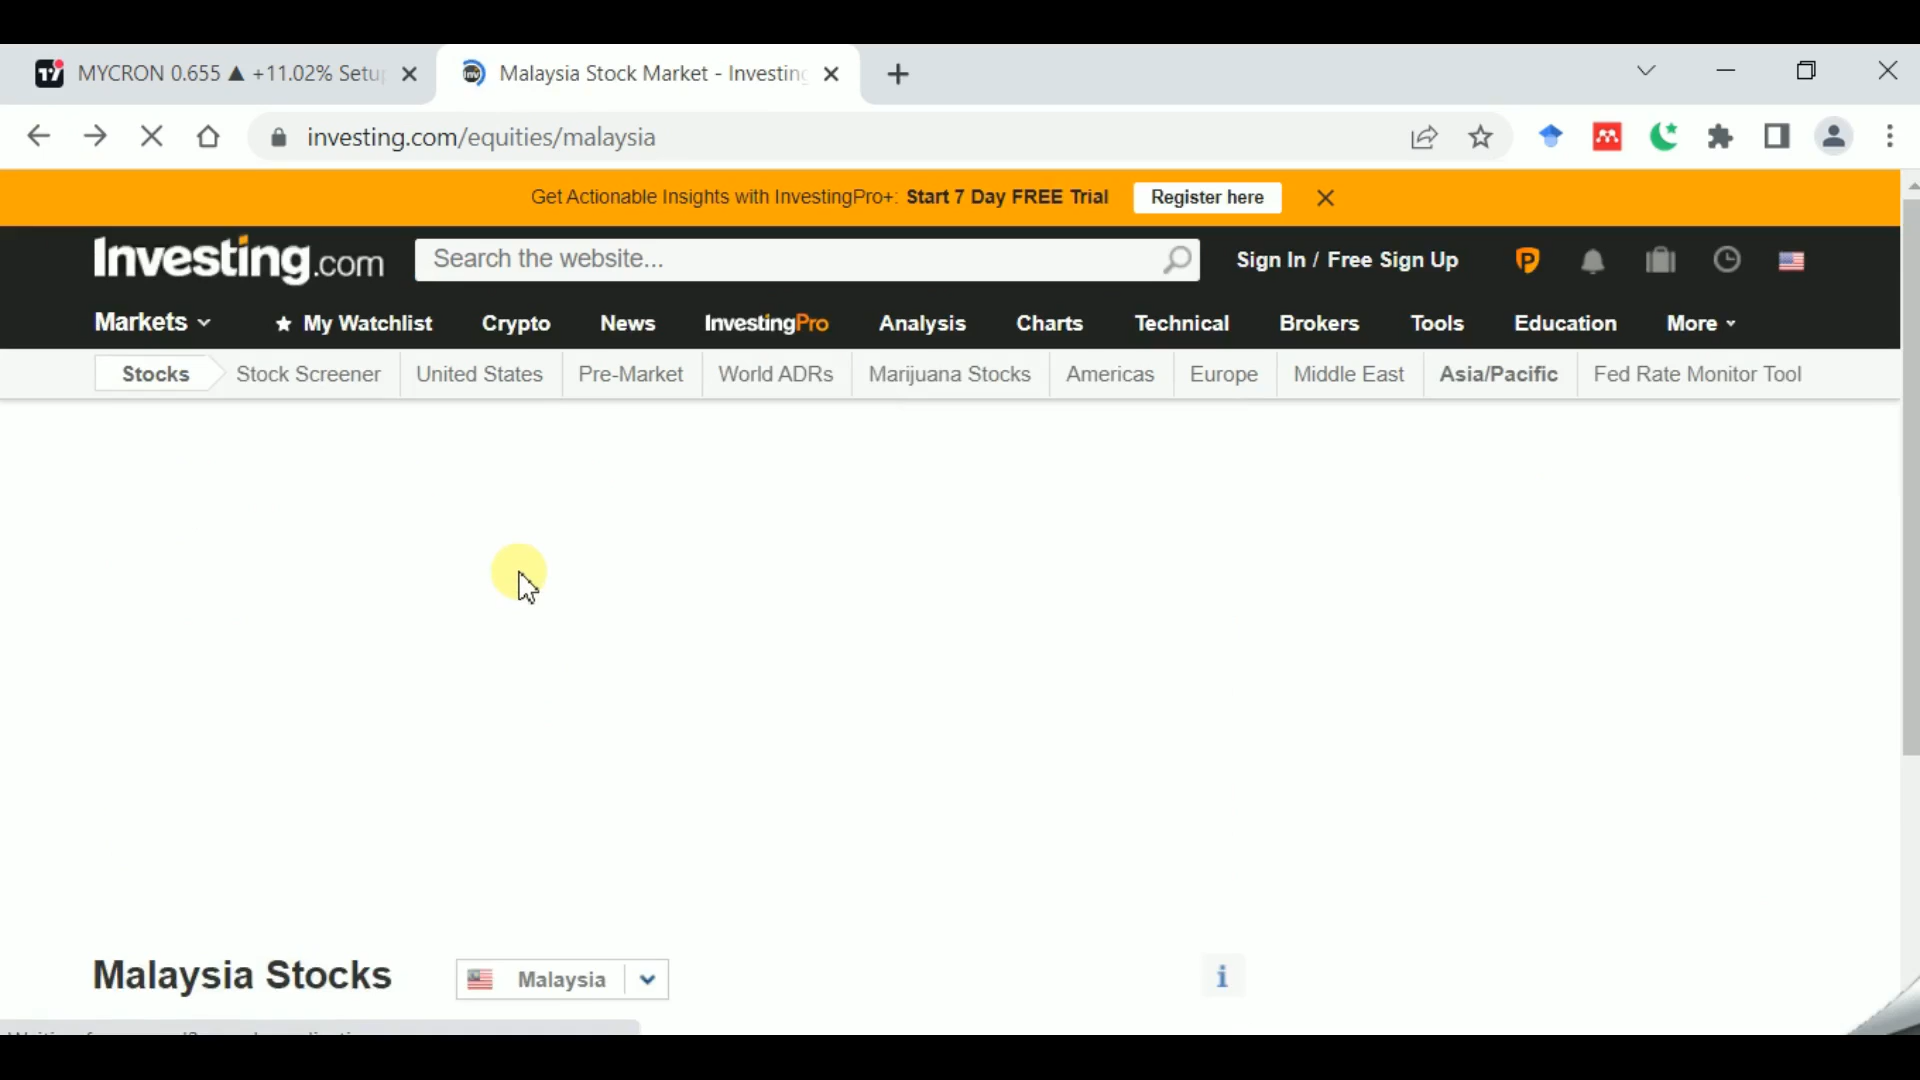 MYCRON 0.655 ▲ +11.02% Setu
Malaysia Stock Market - Investing
investing.com/equities/malaysia
Get Actionable Insights with InvestingPro+: Start 7 Day FREE Trial
Register here
Investing.com
Search the website...
Sign In / Free Sign Up
Markets
My Watchlist
Crypto
News
InvestingPro
Analysis
Charts
Technical
Brokers
Tools
Education
More
Stocks
Stock Screener
United States
Pre-Market
World ADRs
Marijuana Stocks
Americas
Europe
Middle East
Asia/Pacific
Fed Rate Monitor Tool
Malaysia Stocks
Malaysia
i